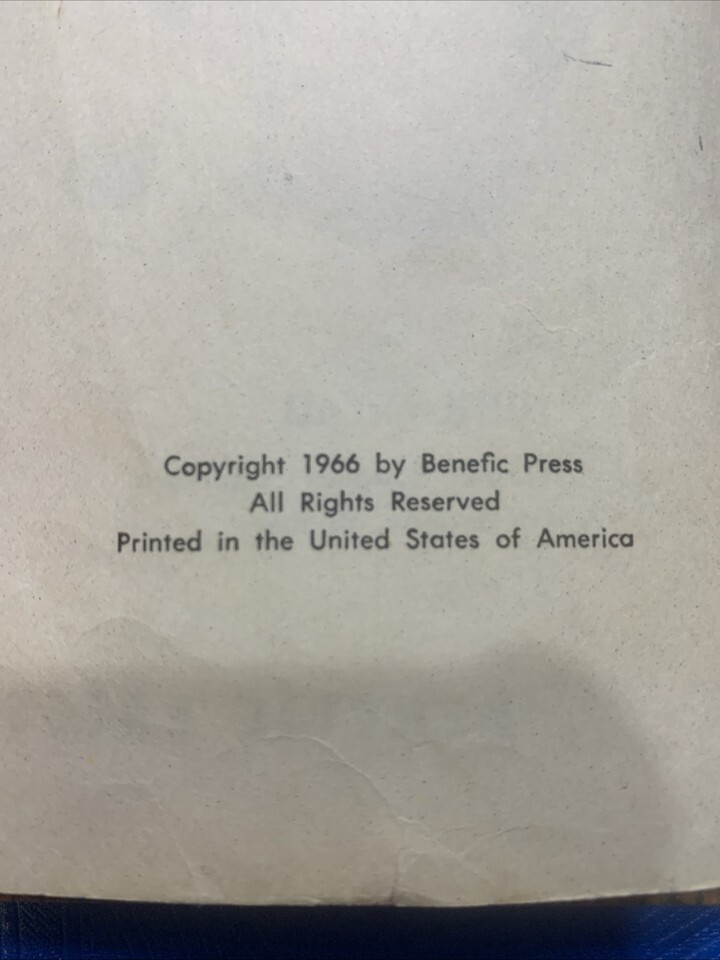 Copyright 1966 by Benefic Press
All Rights Reserved
Printed in the United States of America